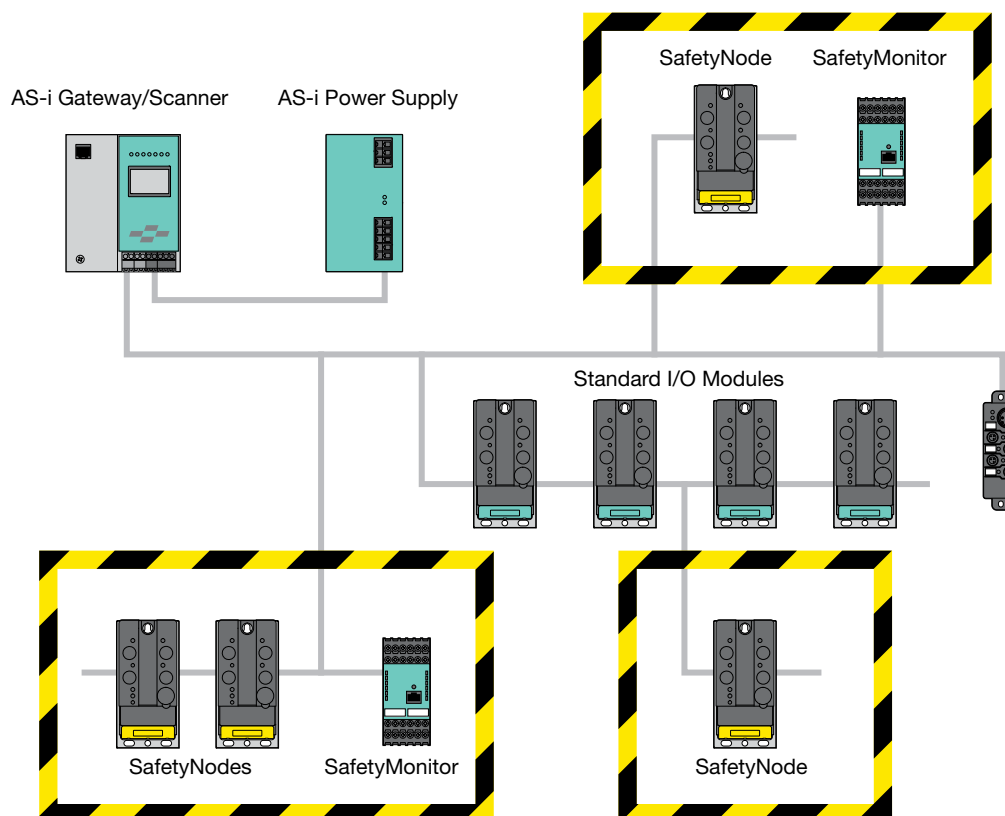 SafetyNode
SafetyMonitor
AS-i Gateway/Scanner
AS-i Power Supply
Standard I/O Modules
SafetyNodes
SafetyMonitor
SafetyNode